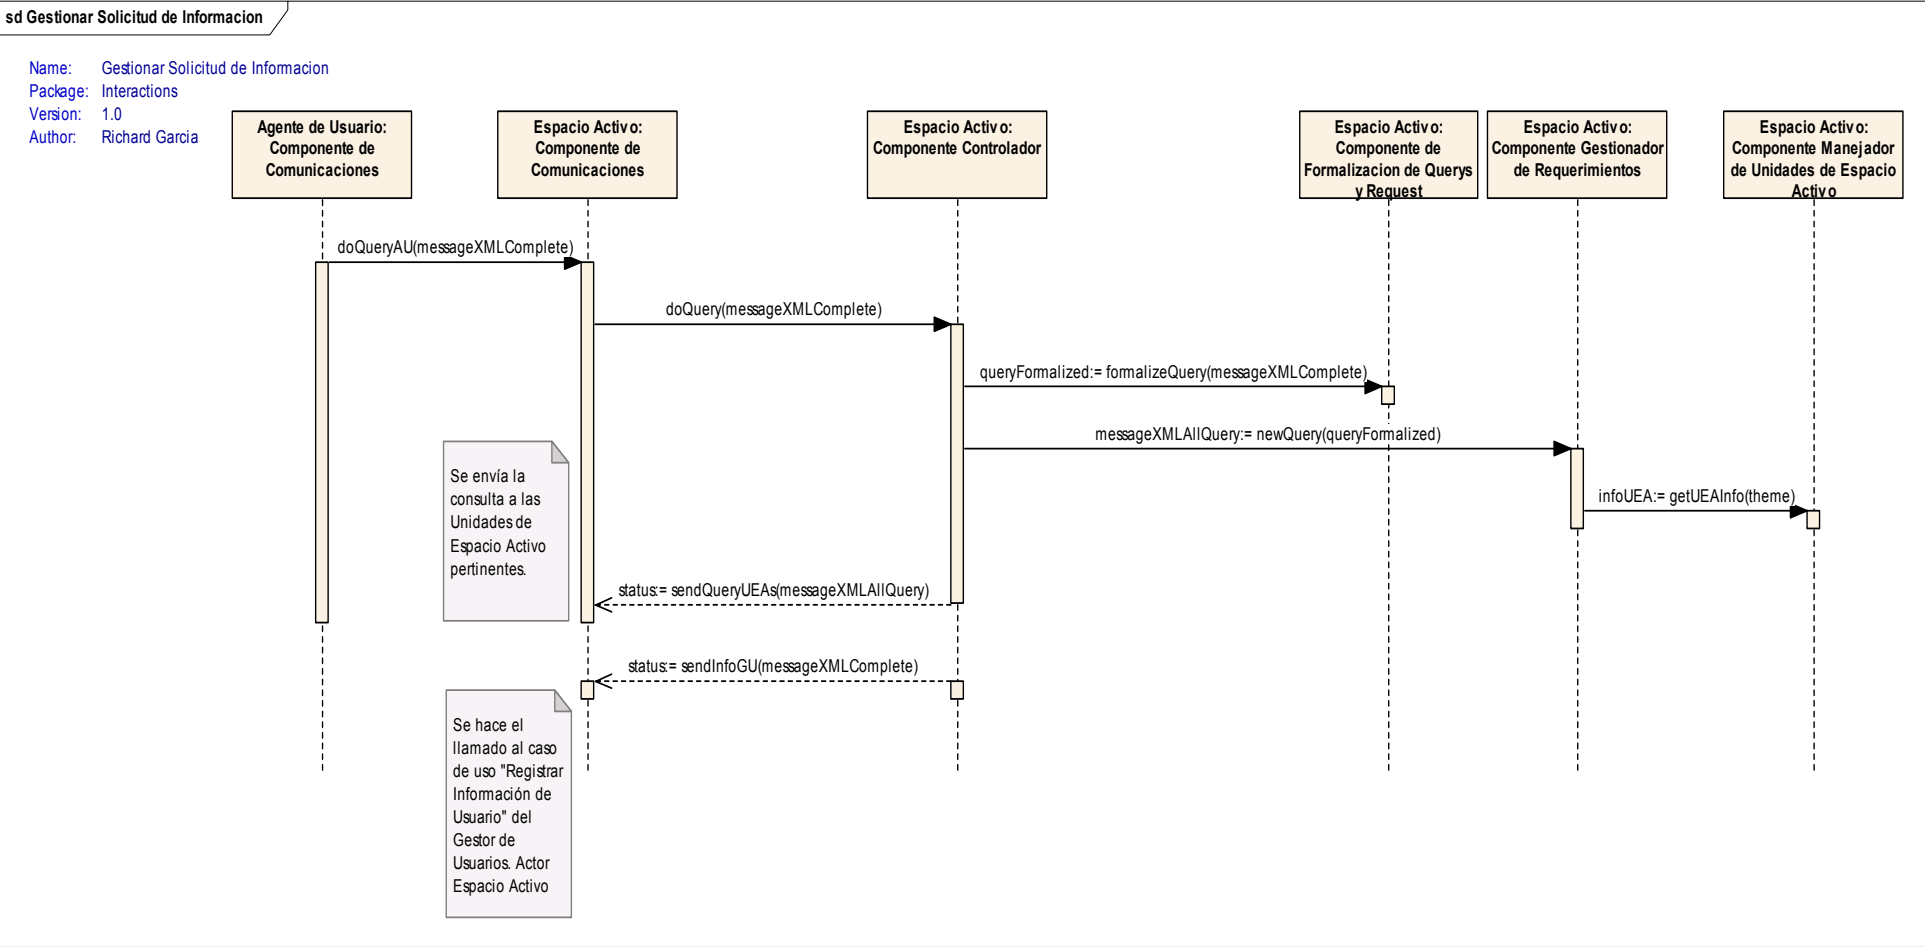 sd Gestionar Solicitud de Informacion
Name: Gestionar Solicitud de Informacion
Package: Interactions
Version: 1.0
Author: Richard Garcia
Agente de Usuario:
Componente de
Comunicaciones
Espacio Activo:
Componente de
Comunicaciones
Espacio Activo:
Componente Controlador
Espacio Activo:
Componente de
Formalizacion de Querys
y Request
Espacio Activo:
Componente Gestionador
de Requerimientos
Espacio Activo:
Componente Manejador
de Unidades de Espacio
Activo
doQueryAU(messageXMLComplete)
doQuery(messageXMLComplete)
queryFormalized:= formalizeQuery(messageXMLComplete)
messageXMLAllQuery:= newQuery(queryFormalized)
infoUEA:= getUEAInfo(theme)
Se envía la
consulta a las
Unidades de
Espacio Activo
pertinentes.
status:= sendQueryUEAs(messageXMLAllQuery)
status:= sendInfoGU(messageXMLComplete)
Se hace el
llamado al caso
de uso "Registrar
Información de
Usuario" del
Gestor de
Usuarios. Actor
Espacio Activo